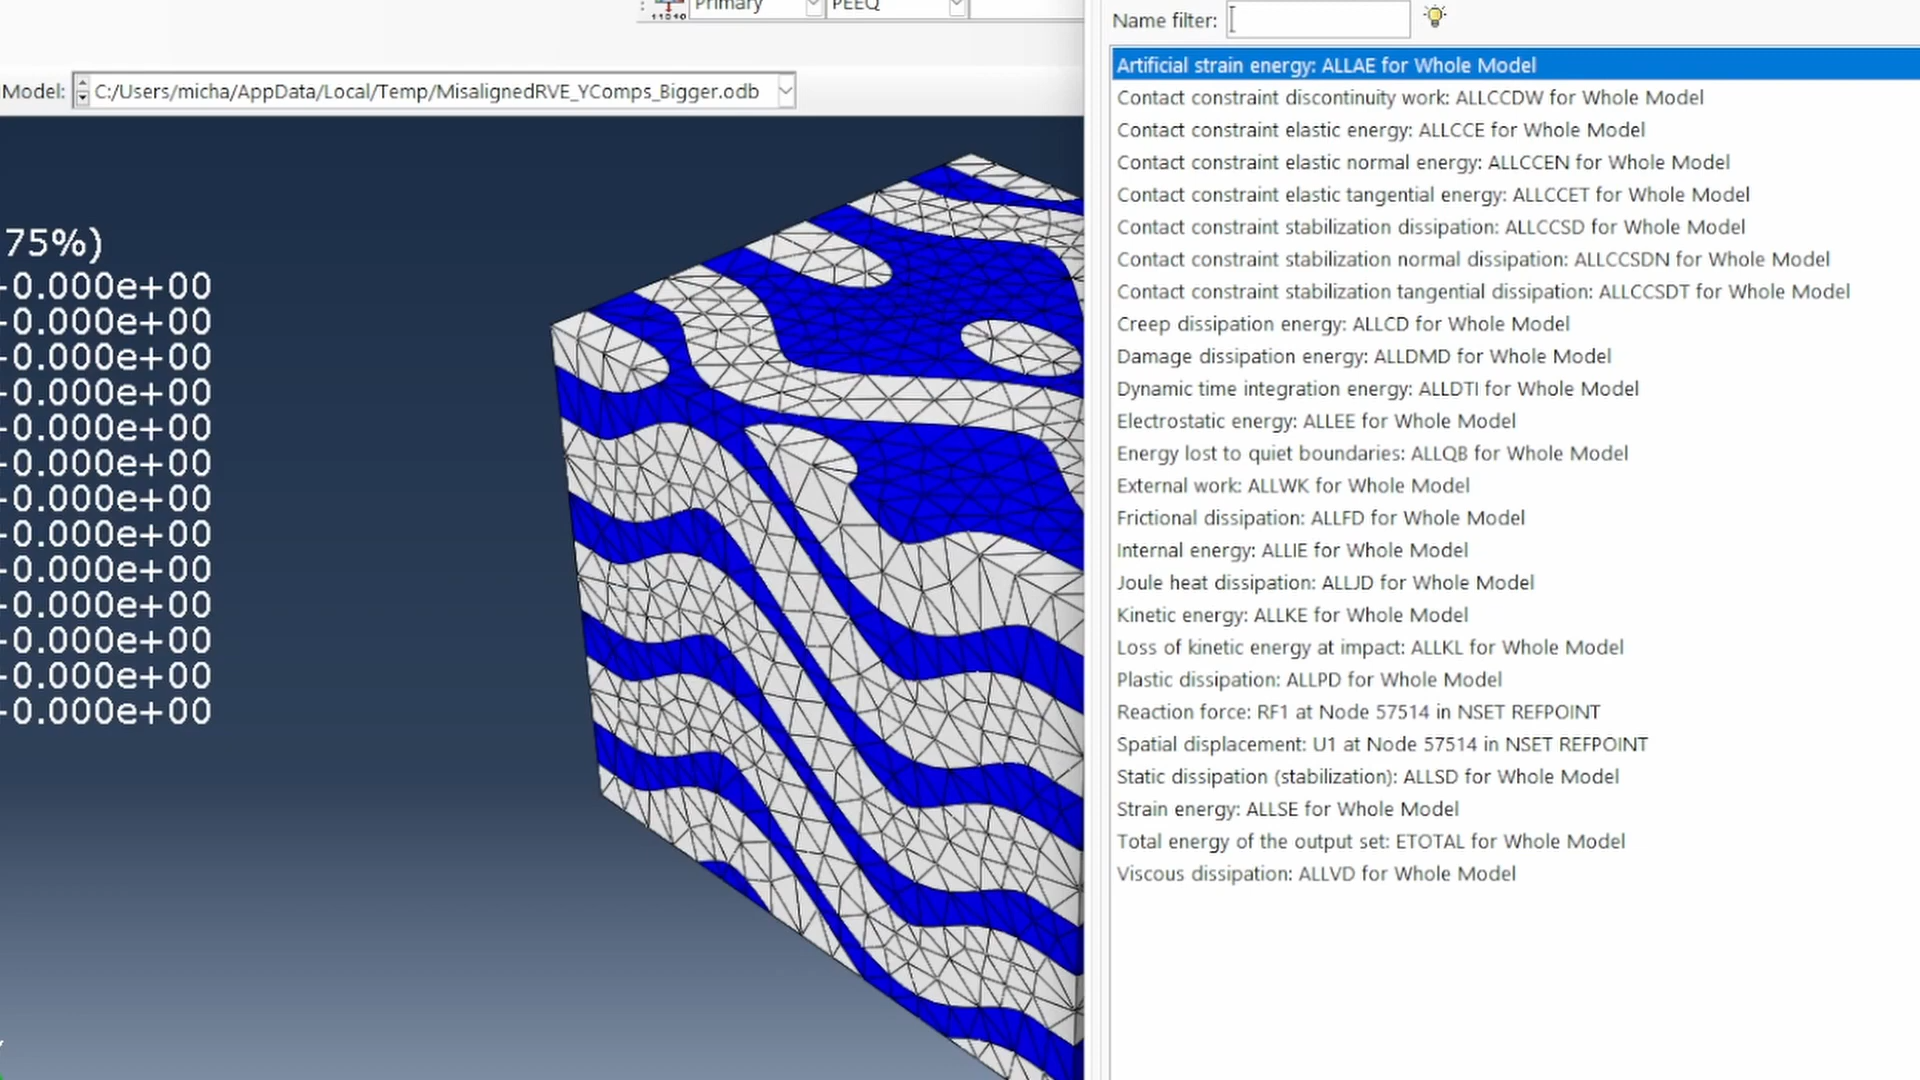 Primary
PEEQ
11010
Model:
C:/Users/micha/AppData/Local/Temp/MisalignedRVE_YComps_Bigger.odb
75%)
-0.000e+00
-0.000e+00
-0.000e+00
-0.000e+00
-0.000e+00
-0.000e+00
-0.000e+00
-0.000e+00
-0.000e+00
-0.000e+00
-0.000e+00
-0.000e+00
-0.000e+00
Name filter:
Artificial strain energy: ALLAE for Whole Model
Contact constraint discontinuity work: ALLCCDW for Whole Model
Contact constraint elastic energy: ALLCCE for Whole Model
Contact constraint elastic normal energy: ALLCCEN for Whole Model
Contact constraint elastic tangential energy: ALLCCET for Whole Model
Contact constraint stabilization dissipation: ALLCCSD for Whole Model
Contact constraint stabilization normal dissipation: ALLCCSDN for Whole Model
Contact constraint stabilization tangential dissipation: ALLCCSDT for Whole Model
Creep dissipation energy: ALLCD for Whole Model
Damage dissipation energy: ALLDMD for Whole Model
Dynamic time integration energy: ALLDTI for Whole Model
Electrostatic energy: ALLEE for Whole Model
Energy lost to quiet boundaries: ALLQB for Whole Model
External work: ALLWK for Whole Model
Frictional dissipation: ALLFD for Whole Model
Internal energy: ALLIE for Whole Model
Joule heat dissipation: ALLJD for Whole Model
Kinetic energy: ALLKE for Whole Model
Loss of kinetic energy at impact: ALLKL for Whole Model
Plastic dissipation: ALLPD for Whole Model
Reaction force: RF1 at Node 57514 in NSET REFPOINT
Spatial displacement: U1 at Node 57514 in NSET REFPOINT
Static dissipation (stabilization): ALLSD for Whole Model
Strain energy: ALLSE for Whole Model
Total energy of the output set: ETOTAL for Whole Model
Viscous dissipation: ALLVD for Whole Model